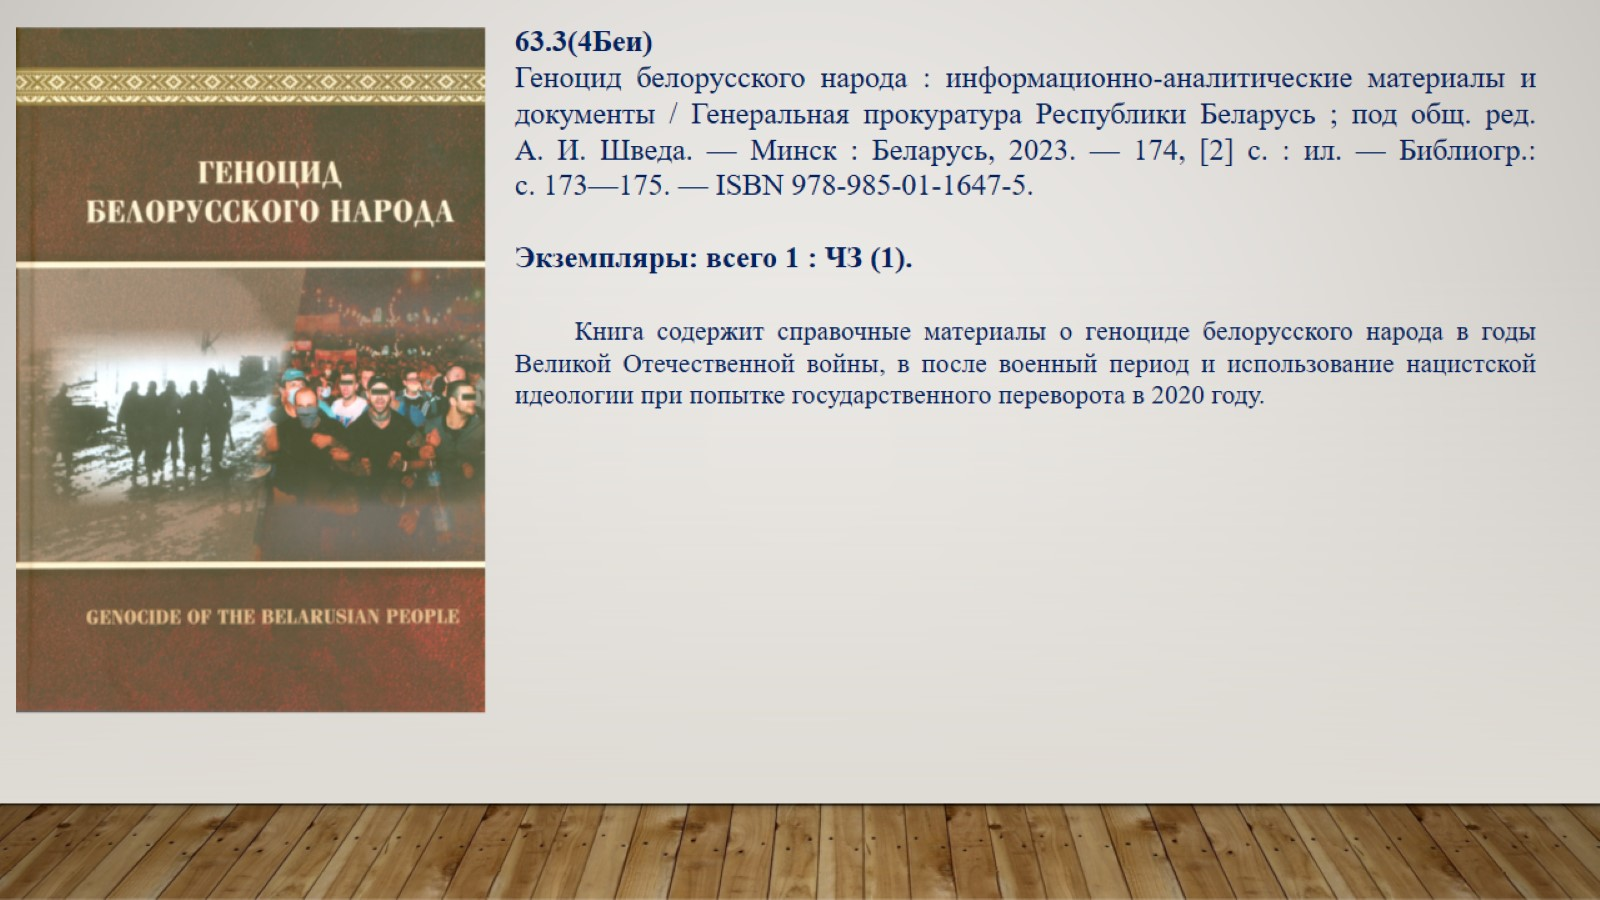 ГЕНОЦИД
БЕЛОРУССКОГО НАРОДА
GENOCIDE OF THE BELARUSIAN PEOPLE
63.3(4Беи)
Геноцид белорусского народа : информационно-аналитические материалы и
документы / Генеральная прокуратура Республики Беларусь ; под общ. ред.
А. И. Шведа. — Минск : Беларусь, 2023. — 174, [2] с. : ил. — Библиогр.:
с. 173—175. — ISBN 978-985-01-1647-5.
Экземпляры: всего 1 : ЧЗ (1).
Книга содержит справочные материалы о геноциде белорусского народа в годы
Великой Отечественной войны, в после военный период и использование нацистской
идеологии при попытке государственного переворота в 2020 году.